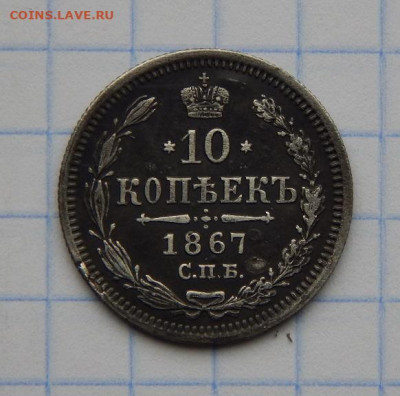 COINS.LAVE.RU
* 10 *
КОПѢЕКЪ
1867
С.П.Б.